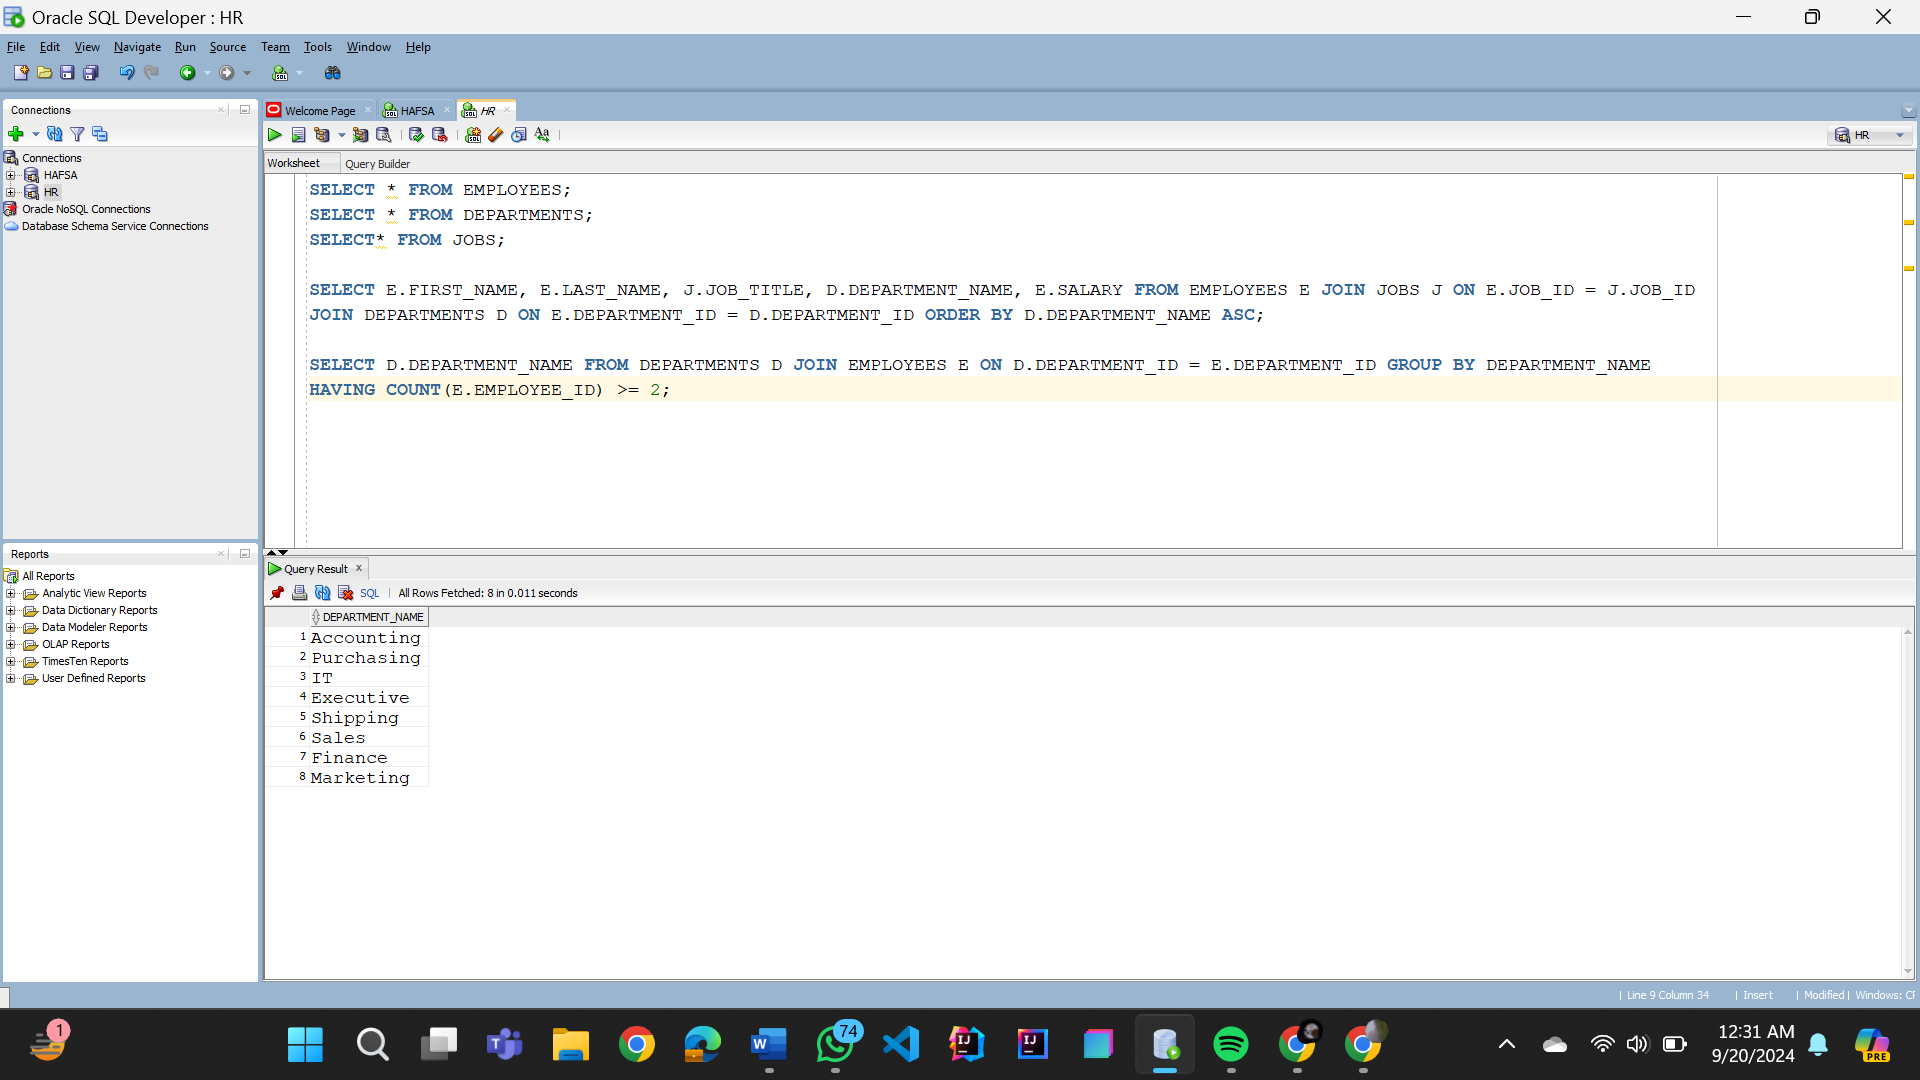 Oracle SQL Developer : HR
File Edit View Navigate Run Source Team Tools Window Help
Connections
Connections
HAFSA
HR
Oracle NoSQL Connections
Database Schema Service Connections
Reports
All Reports
Analytic View Reports
Data Dictionary Reports
Data Modeler Reports
OLAP Reports
TimesTen Reports
User Defined Reports
Welcome Page HAFSA HR
HR
Worksheet Query Builder
SELECT * FROM EMPLOYEES;
SELECT * FROM DEPARTMENTS;
SELECT* FROM JOBS;
SELECT E.FIRST_NAME, E.LAST_NAME, J.JOB_TITLE, D.DEPARTMENT_NAME, E.SALARY FROM EMPLOYEES E JOIN JOBS J ON E.JOB_ID = J.JOB_ID
JOIN DEPARTMENTS D ON E.DEPARTMENT_ID = D.DEPARTMENT_ID ORDER BY D.DEPARTMENT_NAME ASC;
SELECT D.DEPARTMENT_NAME FROM DEPARTMENTS D JOIN EMPLOYEES E ON D.DEPARTMENT_ID = E.DEPARTMENT_ID GROUP BY DEPARTMENT_NAME
HAVING COUNT(E.EMPLOYEE_ID) >= 2;
Query Result
SQL | All Rows Fetched: 8 in 0.011 seconds
DEPARTMENT_NAME
1 Accounting
2 Purchasing
3 IT
4 Executive
5 Shipping
6 Sales
7 Finance
8 Marketing
| Line 9 Column 34 | Insert | Modified | Windows: CF
1
74
12:31 AM
9/20/2024
PRE